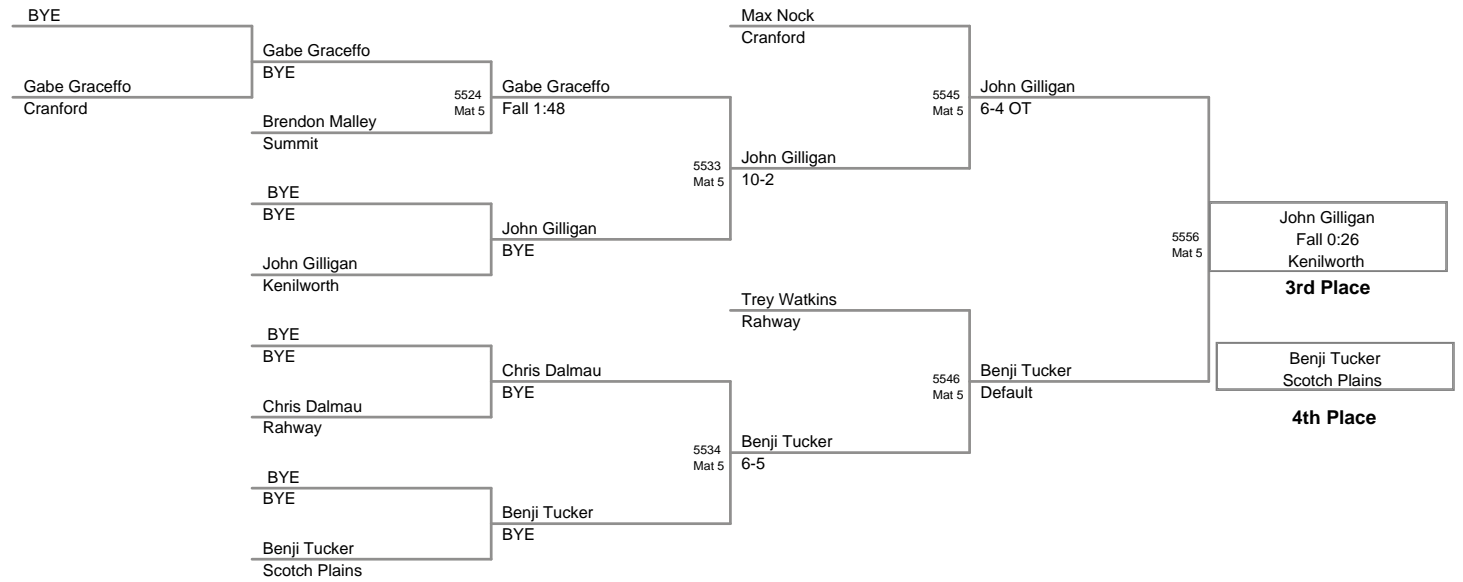 BYE
Gabe Graceffo
Cranford
Gabe Graceffo
BYE
Brendon Malley
Summit
BYE
BYE
John Gilligan
Kenilworth
BYE
BYE
Chris Dalmau
Rahway
BYE
BYE
Benji Tucker
Scotch Plains
5524
Mat 5
Gabe Graceffo
Fall 1:48
John Gilligan
BYE
Chris Dalmau
BYE
Benji Tucker
BYE
5533
Mat 5
5534
Mat 5
Max Nock
Cranford
John Gilligan
10-2
Trey Watkins
Rahway
Benji Tucker
6-5
5545
Mat 5
5546
Mat 5
John Gilligan
6-4 OT
Benji Tucker
Default
5556
Mat 5
John Gilligan
Fall 0:26
Kenilworth
3rd Place
Benji Tucker
Scotch Plains
4th Place